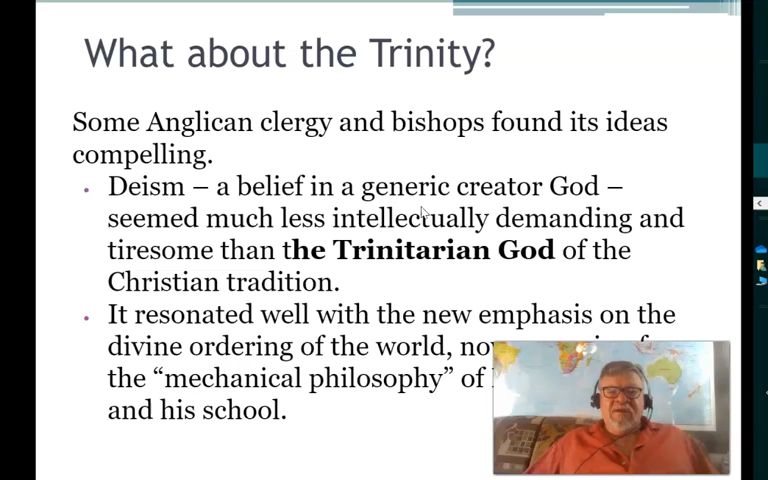 What about the Trinity?
Some Anglican clergy and bishops found its ideas
compelling.
• Deism – a belief in a generic creator God –
seemed much less intellectually demanding and
tiresome than the Trinitarian God of the
Christian tradition.
• It resonated well with the new emphasis on the
divine ordering of the world,
the “mechanical philosophy” of
and his school.